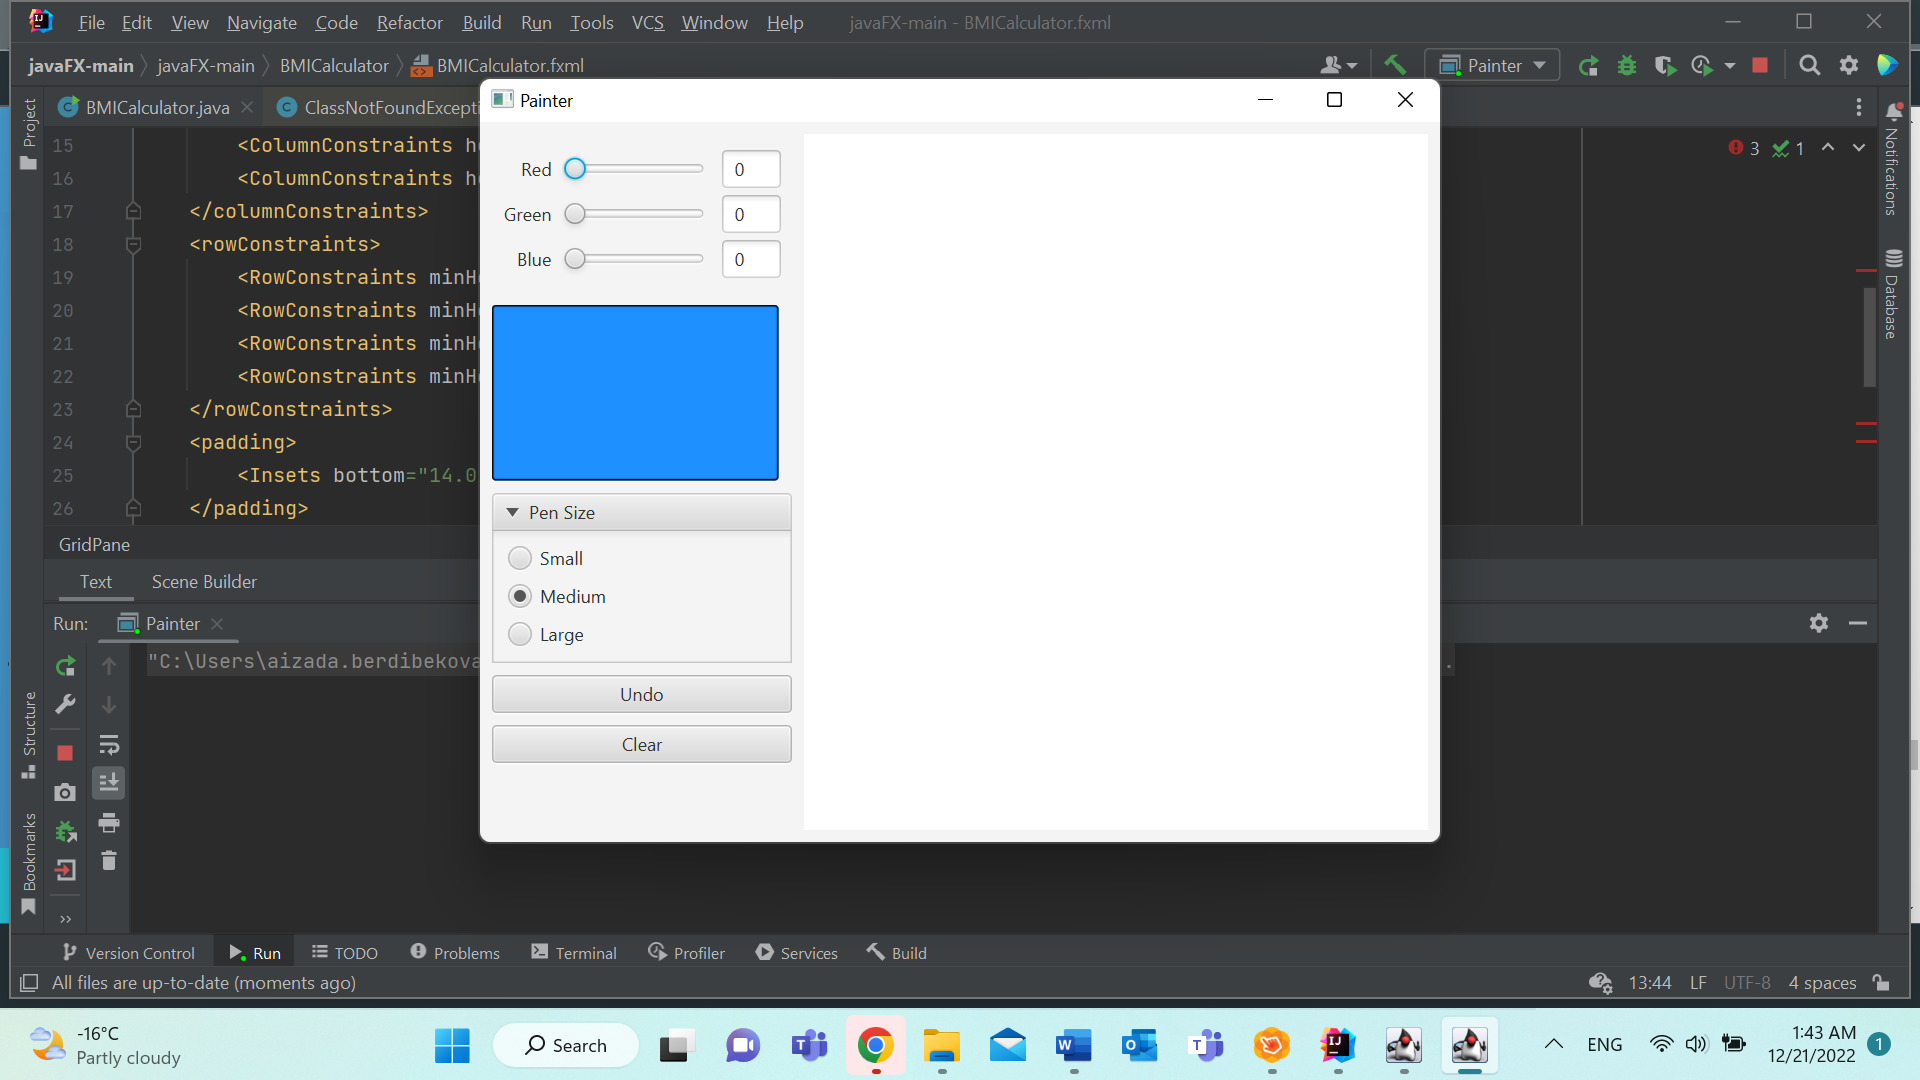 File Edit View Navigate Code Refactor Build Run Tools VCS Window Help javaFX-main - BMICalculator.fxml
javaFX-main javaFX-main BMICalculator BMICalculator.fxml Painter
BMICalculator.java ClassNotFoundExcepti
Project
Structure
Bookmarks
15 <ColumnConstraints h
16 <ColumnConstraints h
17 </columnConstraints>
18 <rowConstraints>
19 <RowConstraints minH
20 <RowConstraints minH
21 <RowConstraints minH
22 <RowConstraints minH
23 </rowConstraints>
24 <padding>
25 <Insets bottom="14.0
26 </padding>
3 1
Notifications
Database
GridPane
Text Scene Builder
Run: Painter
"C:\Users\aizada.berdibekova
.
Painter
Red 0
Green 0
Blue 0
Pen Size
Small
Medium
Large
Undo
Clear
Version Control Run TODO Problems Terminal Profiler Services Build
All files are up-to-date (moments ago) 13:44 LF UTF-8 4 spaces
-16°C
Partly cloudy
Search
ENG
1:43 AM
12/21/2022
1